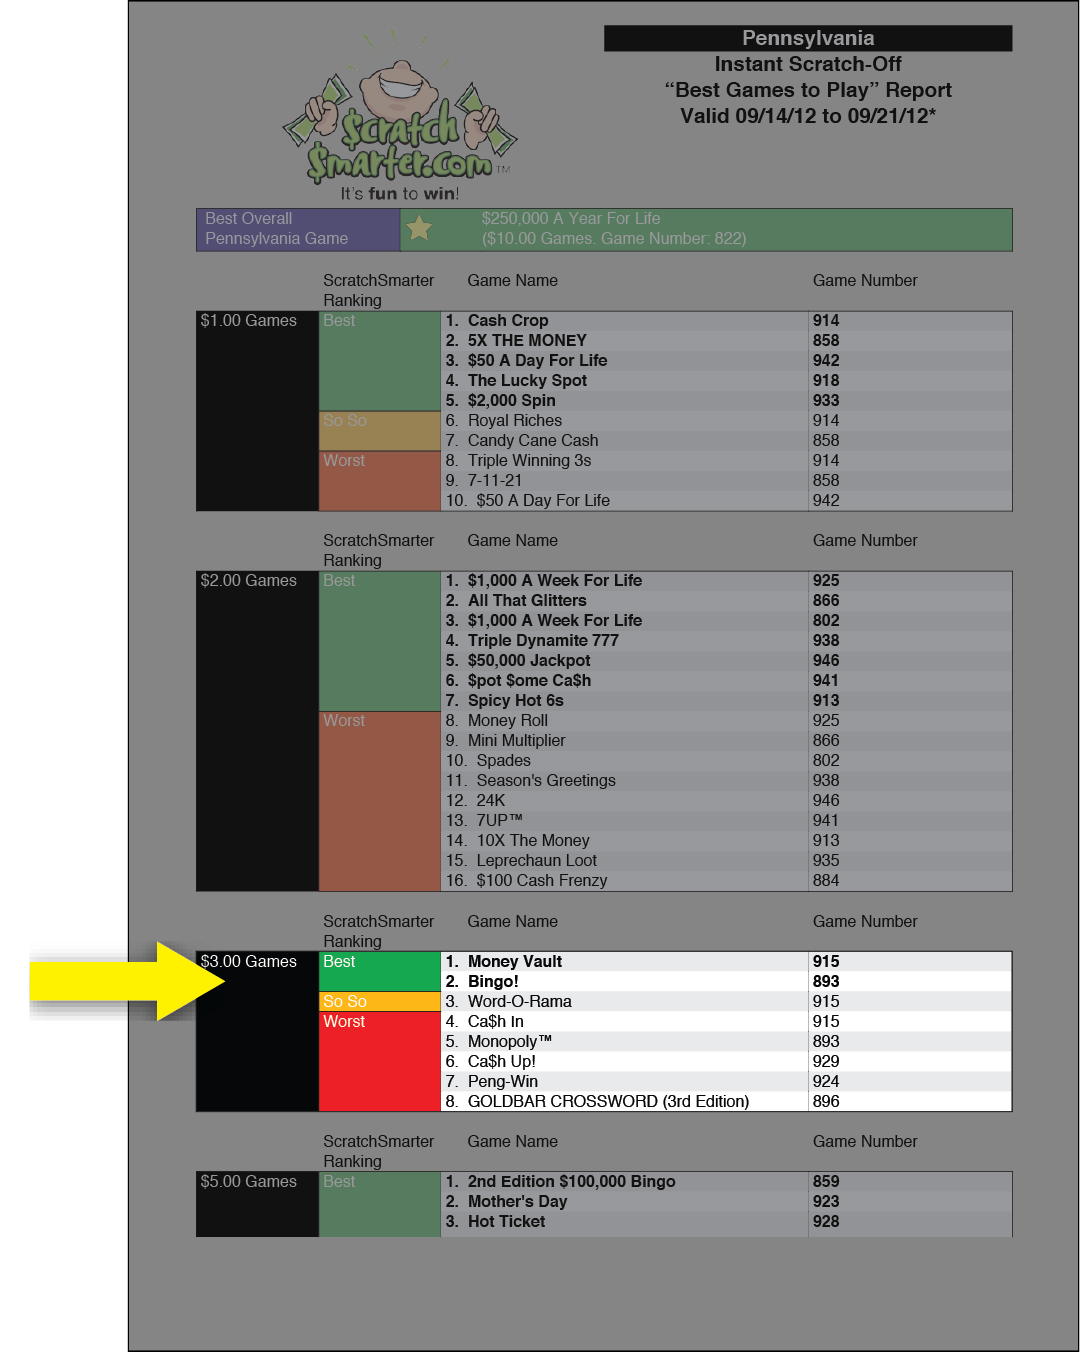 Pennsylvania
Instant Scratch-Off
“Best Games to Play” Report
Valid 09/14/12 to 09/21/12*
$cratch
$marter.com™
It's fun to win!
Best Overall
Pennsylvania Game
$250,000 A Year For Life
($10.00 Games. Game Number: 822)
ScratchSmarter Ranking Game Name Game Number
$1.00 Games Best 1. Cash Crop 914
2. 5X THE MONEY 858
3. $50 A Day For Life 942
4. The Lucky Spot 918
5. $2,000 Spin 933
So So 6. Royal Riches 914
7. Candy Cane Cash 858
Worst 8. Triple Winning 3s 914
9. 7-11-21 858
10. $50 A Day For Life 942
ScratchSmarter Ranking Game Name Game Number
$2.00 Games Best 1. $1,000 A Week For Life 925
2. All That Glitters 866
3. $1,000 A Week For Life 802
4. Triple Dynamite 777 938
5. $50,000 Jackpot 946
6. $pot $ome Ca$h 941
7. Spicy Hot 6s 913
Worst 8. Money Roll 925
9. Mini Multiplier 866
10. Spades 802
11. Season's Greetings 938
12. 24K 946
13. 7UP™ 941
14. 10X The Money 913
15. Leprechaun Loot 935
16. $100 Cash Frenzy 884
ScratchSmarter Ranking Game Name Game Number
$3.00 Games Best 1. Money Vault 915
2. Bingo! 893
So So 3. Word-O-Rama 915
Worst 4. Ca$h In 915
5. Monopoly™ 893
6. Ca$h Up! 929
7. Peng-Win 924
8. GOLDBAR CROSSWORD (3rd Edition) 896
ScratchSmarter Ranking Game Name Game Number
$5.00 Games Best 1. 2nd Edition $100,000 Bingo 859
2. Mother's Day 923
3. Hot Ticket 928